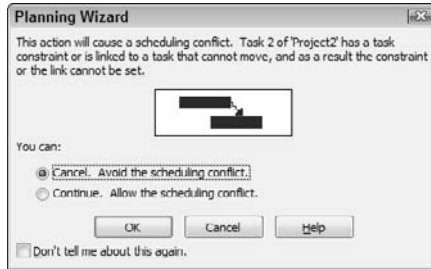 Planning Wizard
This action will cause a scheduling conflict. Task 2 of 'Project2' has a task
constraint or is linked to a task that cannot move, and as a result the constraint
or the link cannot be set.
You can:
Cancel. Avoid the scheduling conflict.
Continue. Allow the scheduling conflict.
OK Cancel Help
Don't tell me about this again.